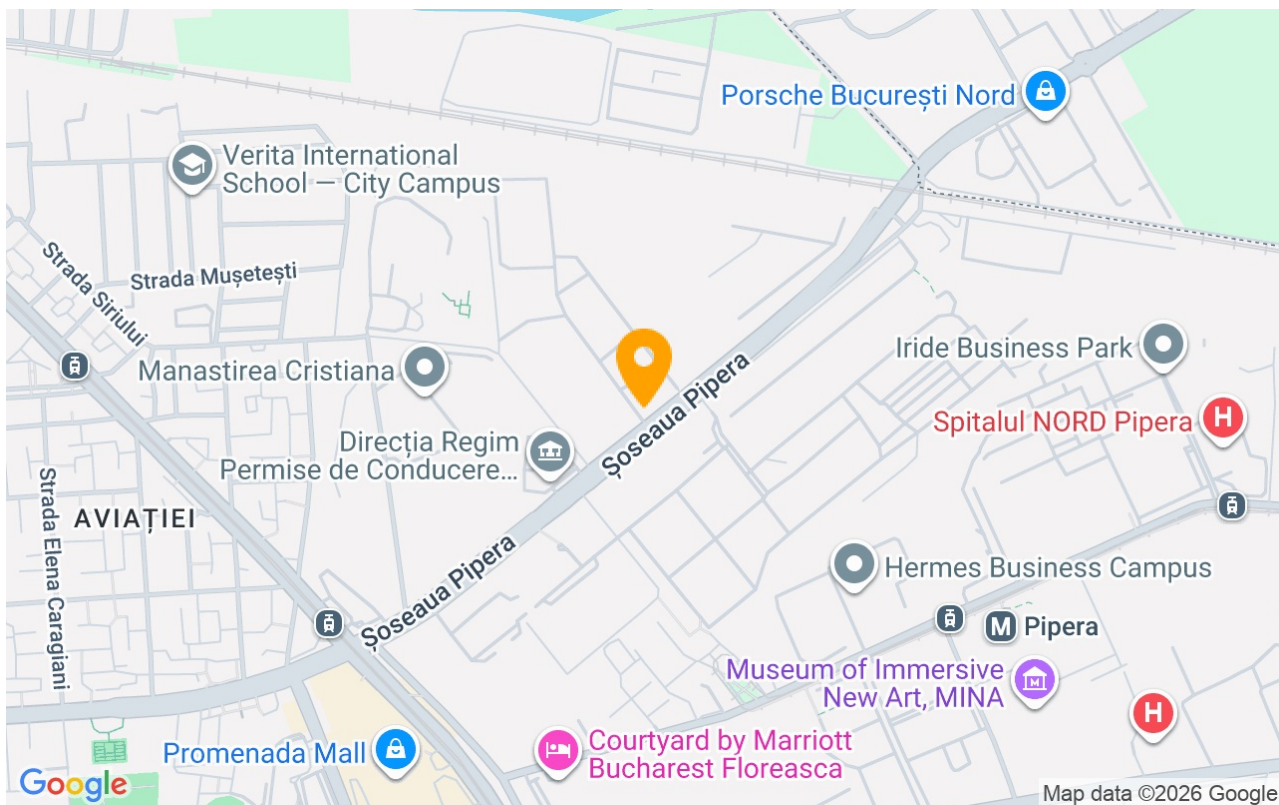 Porsche București Nord
Verita International
School — City Campus
Strada Mușetești
Strada Siriului
Manastirea Cristiana
Iride Business Park
Șoseaua Pipera
Spitalul NORD Pipera
H
Direcția Regim
Permise de Conducere...
Strada Elena Caragiani
AVIAȚIEI
Șoseaua Pipera
Hermes Business Campus
M Pipera
Museum of Immersive
New Art, MINA
M
H
Promenada Mall
Courtyard by Marriott
Bucharest Floreasca
Google
Map data ©2026 Google